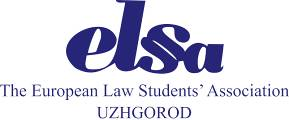 elsa
The European Law Students’ Association
UZHGOROD